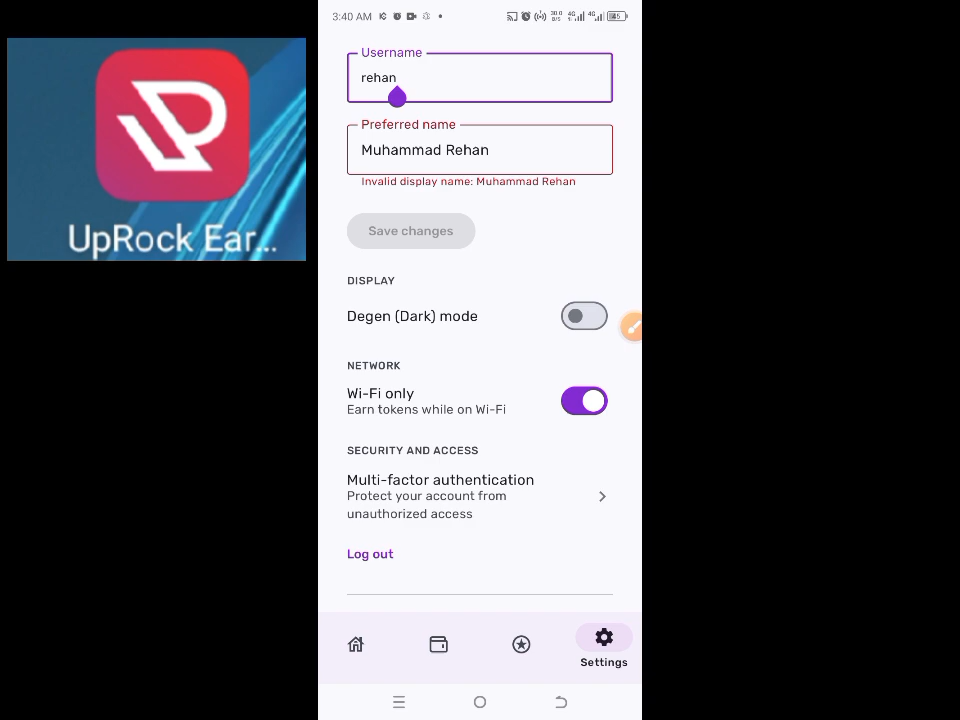 UpRock Ear...
3:40 AM
Username
rehan
Preferred name
Muhammad Rehan
Invalid display name: Muhammad Rehan
Save changes
DISPLAY
Degen (Dark) mode
NETWORK
Wi-Fi only
Earn tokens while on Wi-Fi
SECURITY AND ACCESS
Multi-factor authentication
Protect your account from
unauthorized access
Log out
Settings